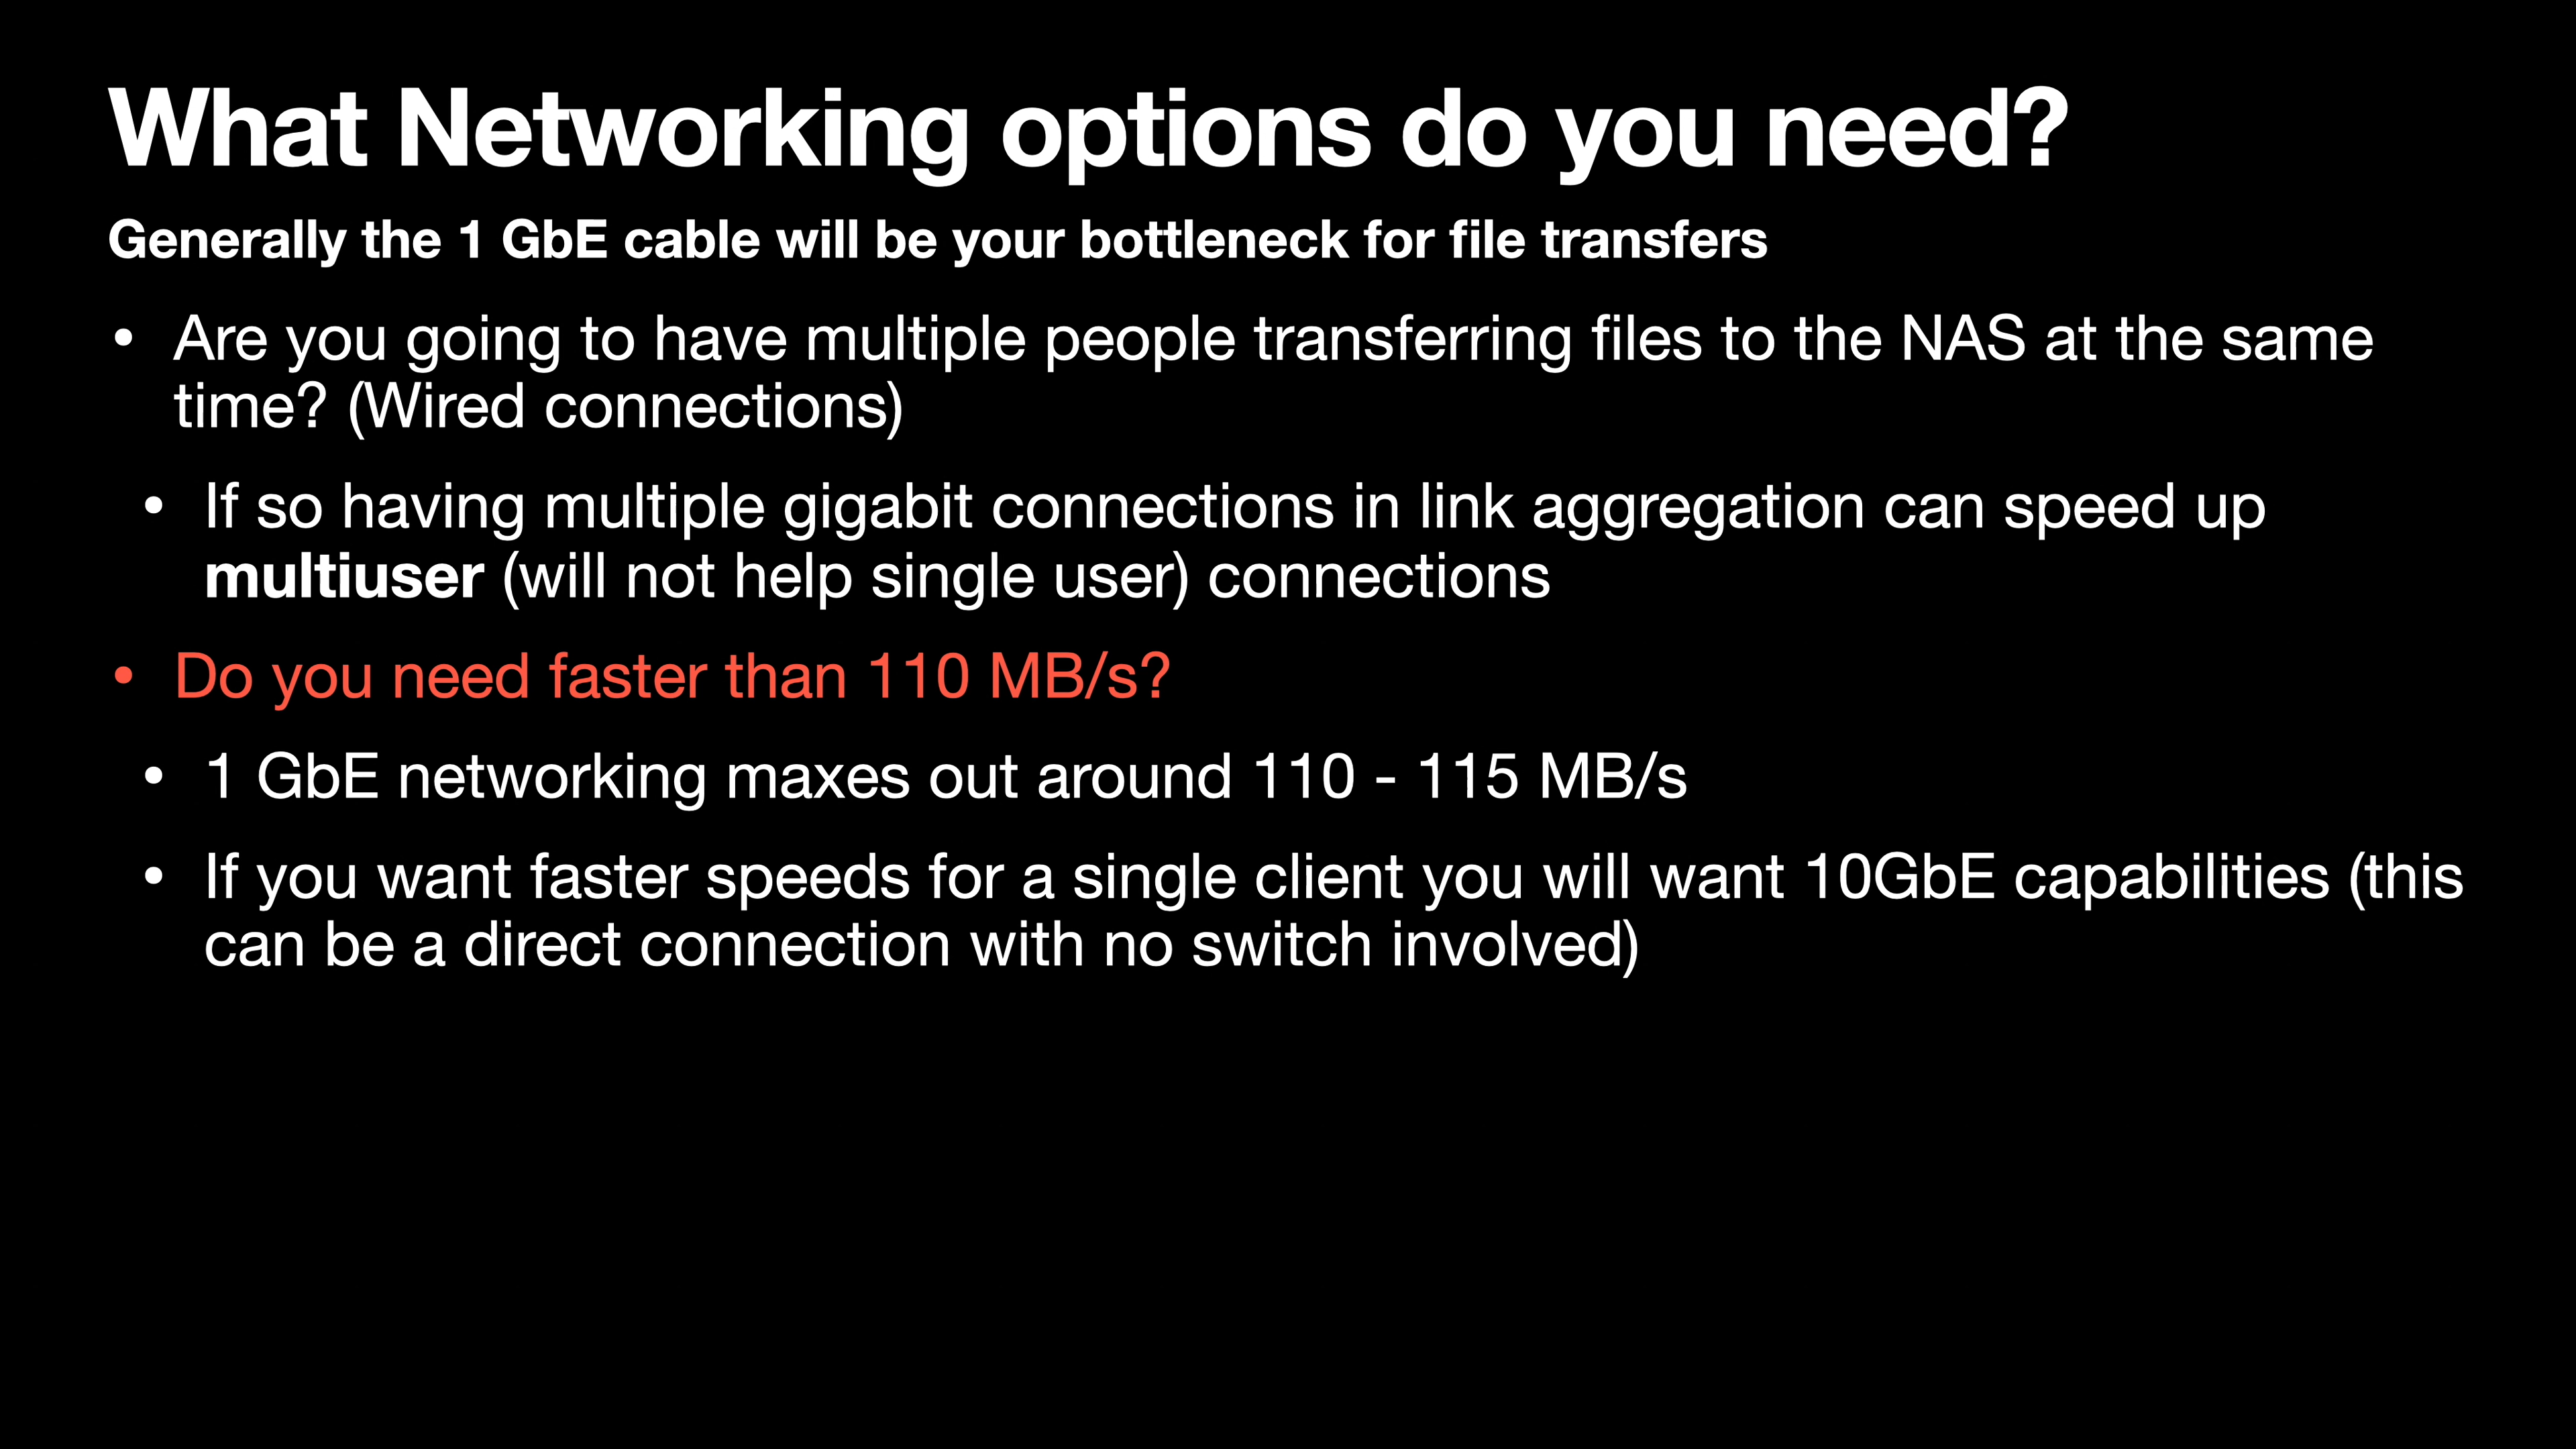 What Networking options do you need?
Generally the 1 GbE cable will be your bottleneck for file transfers
• Are you going to have multiple people transferring files to the NAS at the same
time? (Wired connections)
• If so having multiple gigabit connections in link aggregation can speed up
multiuser (will not help single user) connections
• Do you need faster than 110 MB/s?
• 1 GbE networking maxes out around 110 - 115 MB/s
• If you want faster speeds for a single client you will want 10GbE capabilities (this
can be a direct connection with no switch involved)